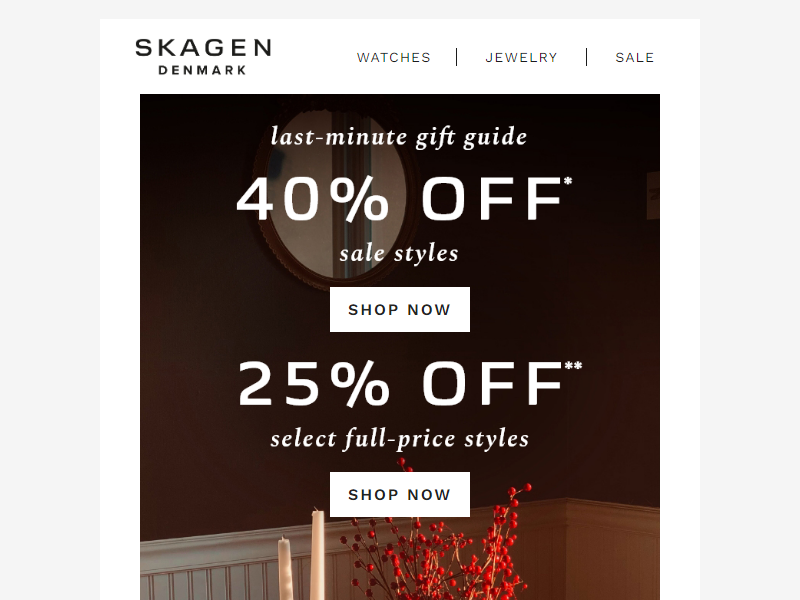 SKAGEN
DENMARK
WATCHES | JEWELRY | SALE
last-minute gift guide
40% OFF*
sale styles
SHOP NOW
25% OFF**
select full-price styles
SHOP NOW